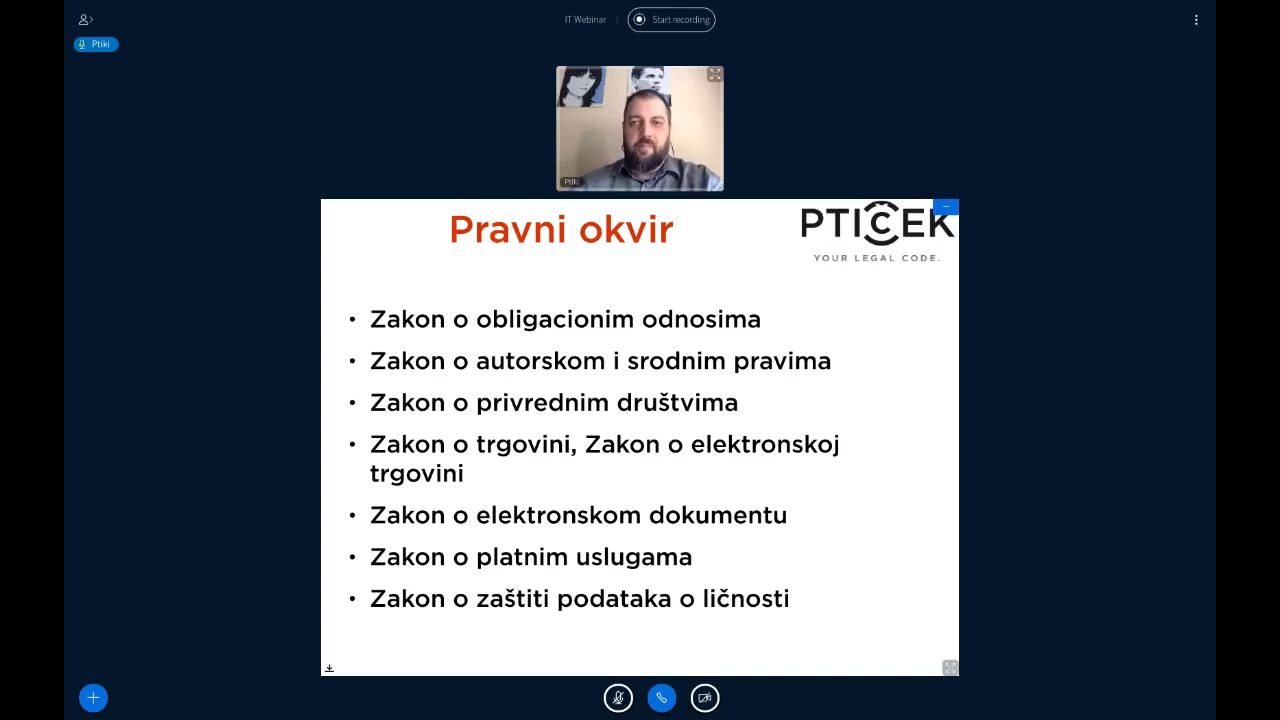 IT Webinar
Start recording
Ptiki
Ptiki
Pravni okvir
PTIČEK
YOUR LEGAL CODE.
• Zakon o obligacionim odnosima
• Zakon o autorskom i srodnim pravima
• Zakon o privrednim društvima
• Zakon o trgovini, Zakon o elektronskoj
trgovini
• Zakon o elektronskom dokumentu
• Zakon o platnim uslugama
• Zakon o zaštiti podataka o ličnosti